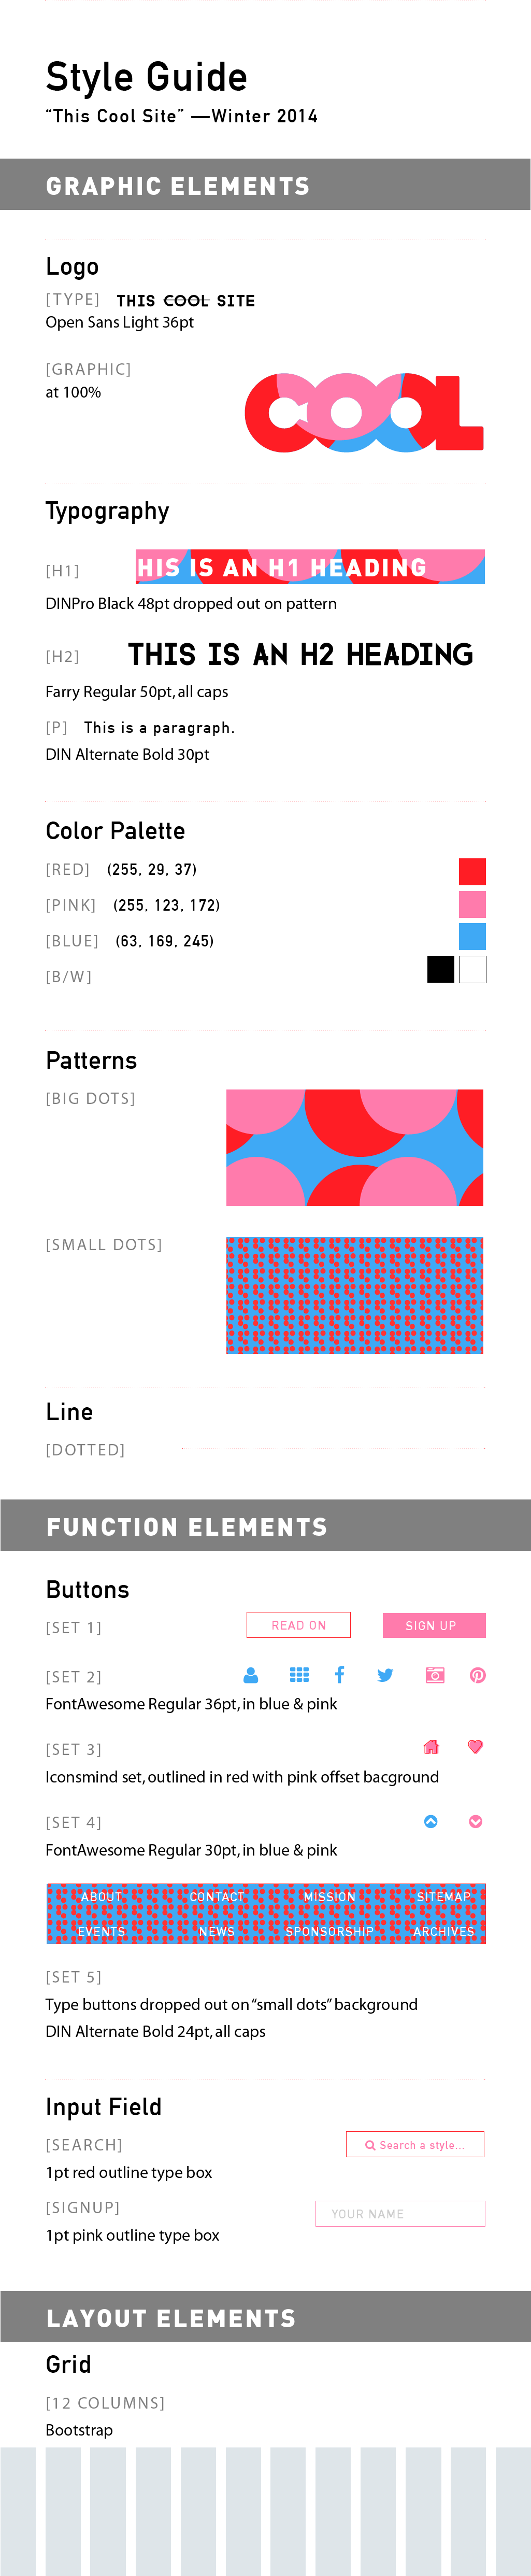 Style Guide
“This Cool Site” —Winter 2014
GRAPHIC ELEMENTS
Logo
[TYPE] THIS COOL SITE
Open Sans Light 36pt
[GRAPHIC]
at 100%
COOL
Typography
[H1] HIS IS AN H1 HEADING
DINPro Black 48pt dropped out on pattern
[H2] THIS IS AN H2 HEADING
Farry Regular 50pt, all caps
[P] This is a paragraph.
DIN Alternate Bold 30pt
Color Palette
[RED] (255, 29, 37)
[PINK] (255, 123, 172)
[BLUE] (63, 169, 245)
[B/W]
Patterns
[BIG DOTS]
[SMALL DOTS]
Line
[DOTTED]
FUNCTION ELEMENTS
Buttons
[SET 1] READ ON SIGN UP
[SET 2]
FontAwesome Regular 36pt, in blue & pink
[SET 3]
Iconsmind set, outlined in red with pink offset bacground
[SET 4]
FontAwesome Regular 30pt, in blue & pink
ABOUT CONTACT MISSION SITEMAP
EVENTS NEWS SPONSORSHIP ARCHIVES
[SET 5]
Type buttons dropped out on “small dots” background
DIN Alternate Bold 24pt, all caps
Input Field
[SEARCH] Search a style...
1pt red outline type box
[SIGNUP] YOUR NAME
1pt pink outline type box
LAYOUT ELEMENTS
Grid
[12 COLUMNS]
Bootstrap